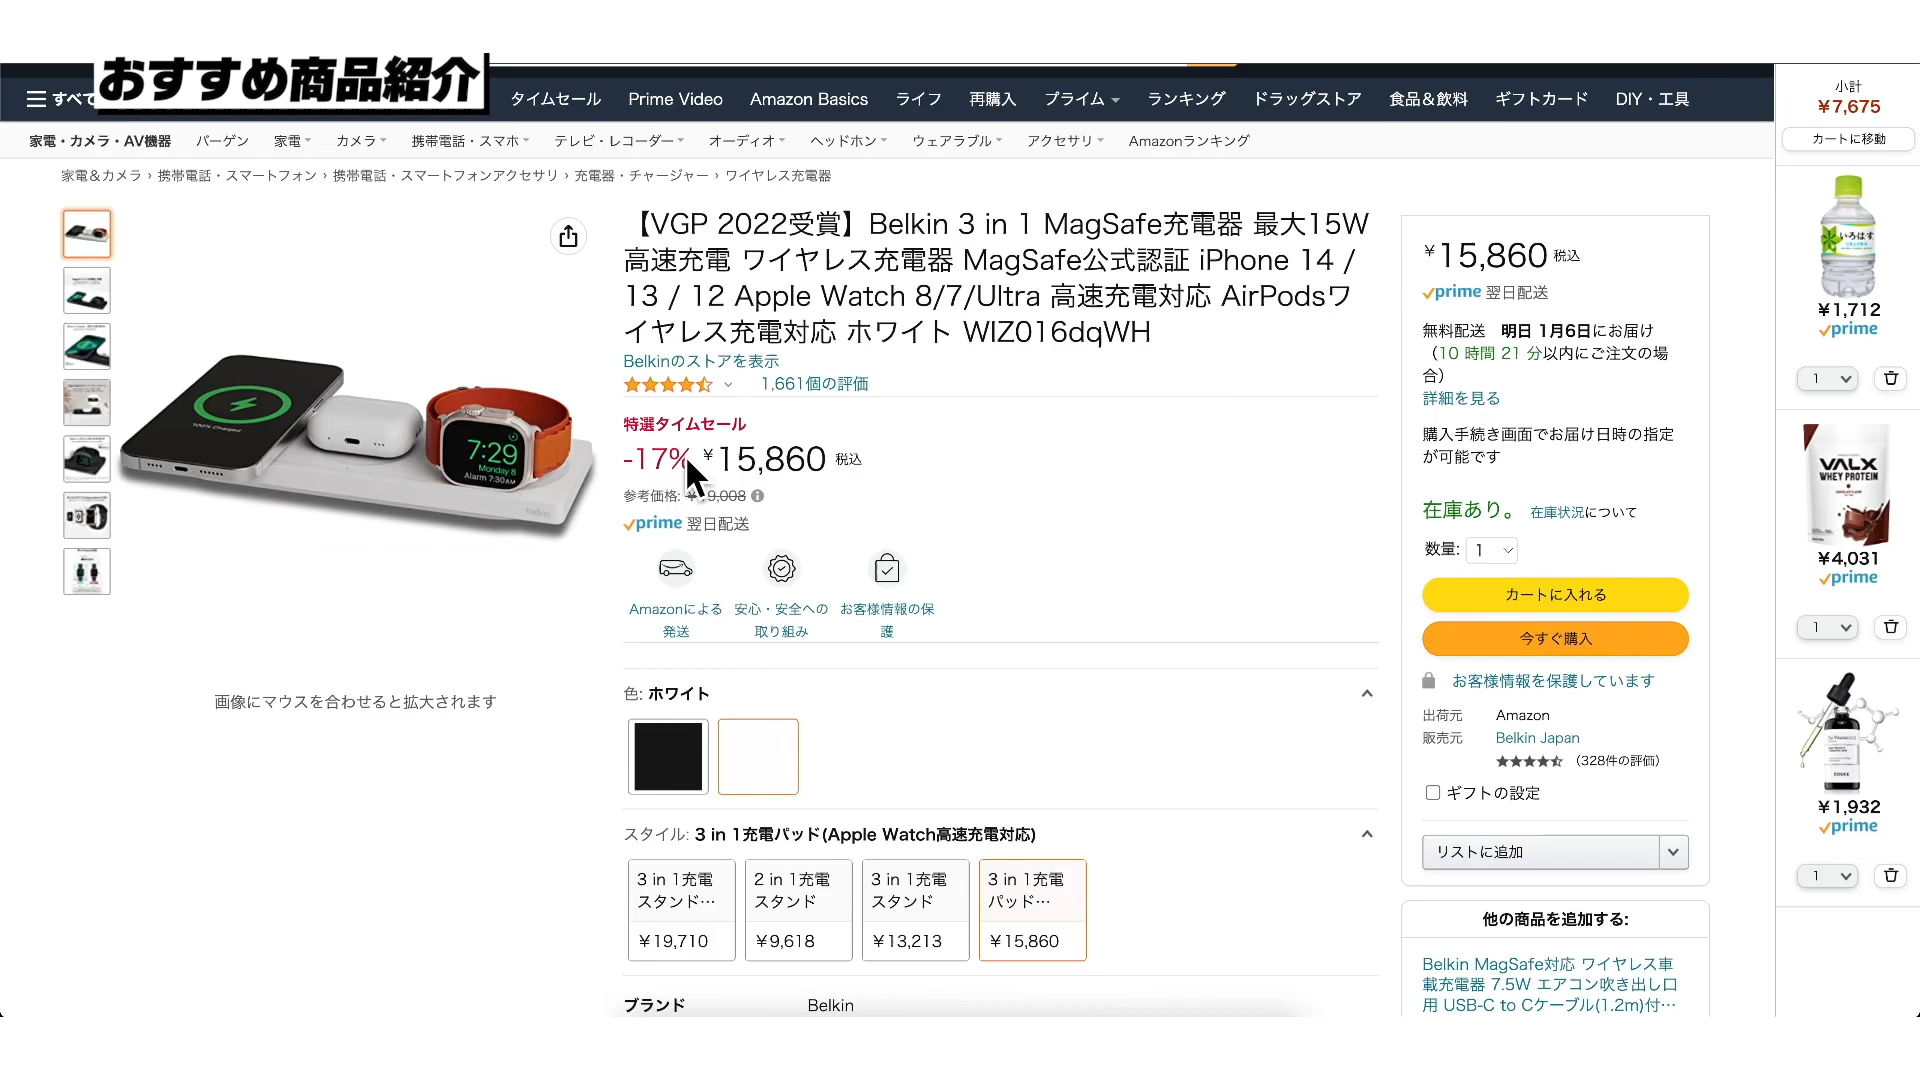 おすすめ商品紹介
すべて
タイムセール Prime Video Amazon Basics ライフ 再購入 プライム ランキング ドラッグストア 食品＆飲料 ギフトカード DIY・工具
小計
¥7,675
カートに移動
家電・カメラ・AV機器 バーゲン 家電 カメラ 携帯電話・スマホ テレビ・レコーダー オーディオ ヘッドホン ウェアラブル アクセサリ Amazonランキング
家電＆カメラ › 携帯電話・スマートフォン › 携帯電話・スマートフォンアクセサリ › 充電器・チャージャー › ワイヤレス充電器
100% Charged
7:29
Monday 8
Alarm 7:30AM
belkin
画像にマウスを合わせると拡大されます
【VGP 2022受賞】Belkin 3 in 1 MagSafe充電器 最大15W
高速充電 ワイヤレス充電器 MagSafe公式認証 iPhone 14 /
13 / 12 Apple Watch 8/7/Ultra 高速充電対応 AirPodsワ
イヤレス充電対応 ホワイト WIZ016dqWH
Belkinのストアを表示
1,661個の評価
特選タイムセール
-17% ¥15,860 税込
参考価格: 9,008
prime 翌日配送
Amazonによる
発送
安心・安全への
取り組み
お客様情報の保
護
色: ホワイト
スタイル: 3 in 1充電パッド(Apple Watch高速充電対応)
3 in 1充電
スタンド…
¥19,710
2 in 1充電
スタンド
¥9,618
3 in 1充電
スタンド
¥13,213
3 in 1充電
パッド…
¥15,860
ブランド Belkin
¥15,860 税込
prime 翌日配送
無料配送 明日 1月6日にお届け
（10 時間 21 分以内にご注文の場
合）
詳細を見る
購入手続き画面でお届け日時の指定
が可能です
在庫あり。 在庫状況について
数量: 1
カートに入れる
今すぐ購入
お客様情報を保護しています
出荷元 Amazon
販売元 Belkin Japan
（328件の評価）
ギフトの設定
リストに追加
他の商品を追加する:
Belkin MagSafe対応 ワイヤレス車
載充電器 7.5W エアコン吹き出し口
用 USB-C to Cケーブル(1.2m)付…
いろはす
¥1,712
prime
1
VALX
WHEY PROTEIN
¥4,031
prime
1
COSRX
¥1,932
prime
1